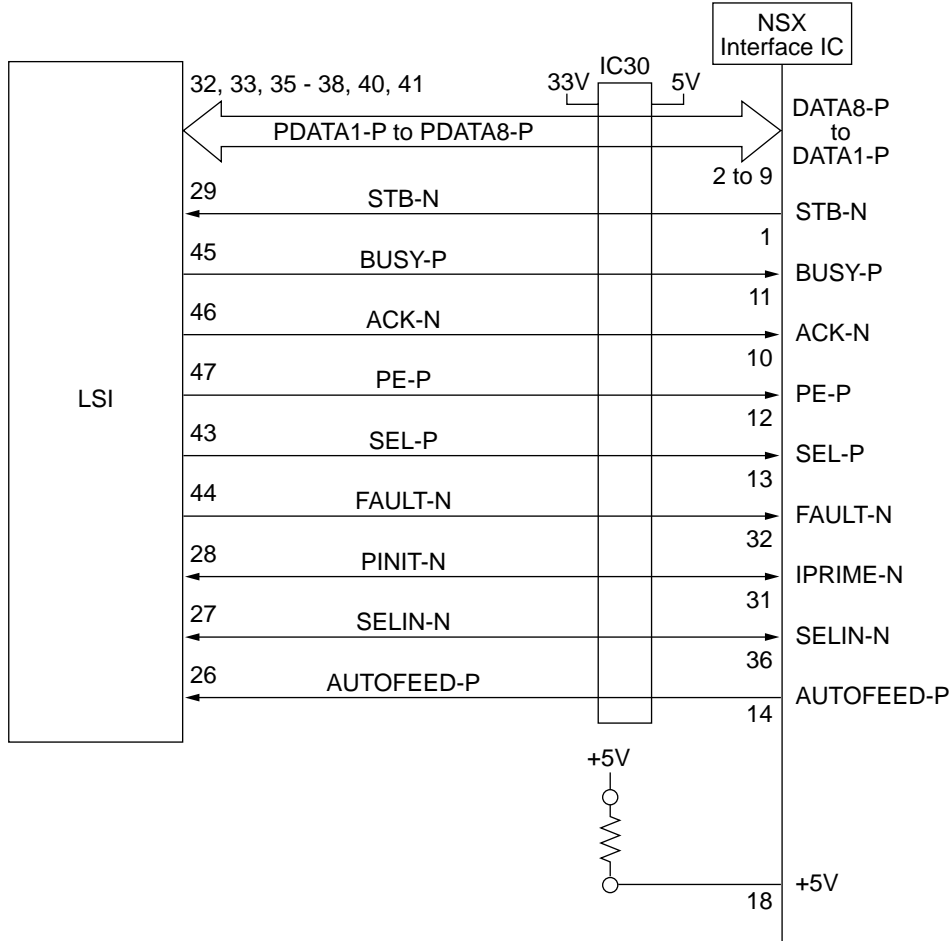 NSX
Interface IC
IC30
33V
5V
32, 33, 35 - 38, 40, 41
PDATA1-P to PDATA8-P
DATA8-P
to
DATA1-P
2 to 9
29
STB-N
STB-N
1
45
BUSY-P
BUSY-P
11
46
ACK-N
ACK-N
10
LSI
47
PE-P
PE-P
12
43
SEL-P
SEL-P
13
44
FAULT-N
FAULT-N
32
28
PINIT-N
IPRIME-N
31
27
SELIN-N
SELIN-N
36
26
AUTOFEED-P
AUTOFEED-P
14
+5V
+5V
18